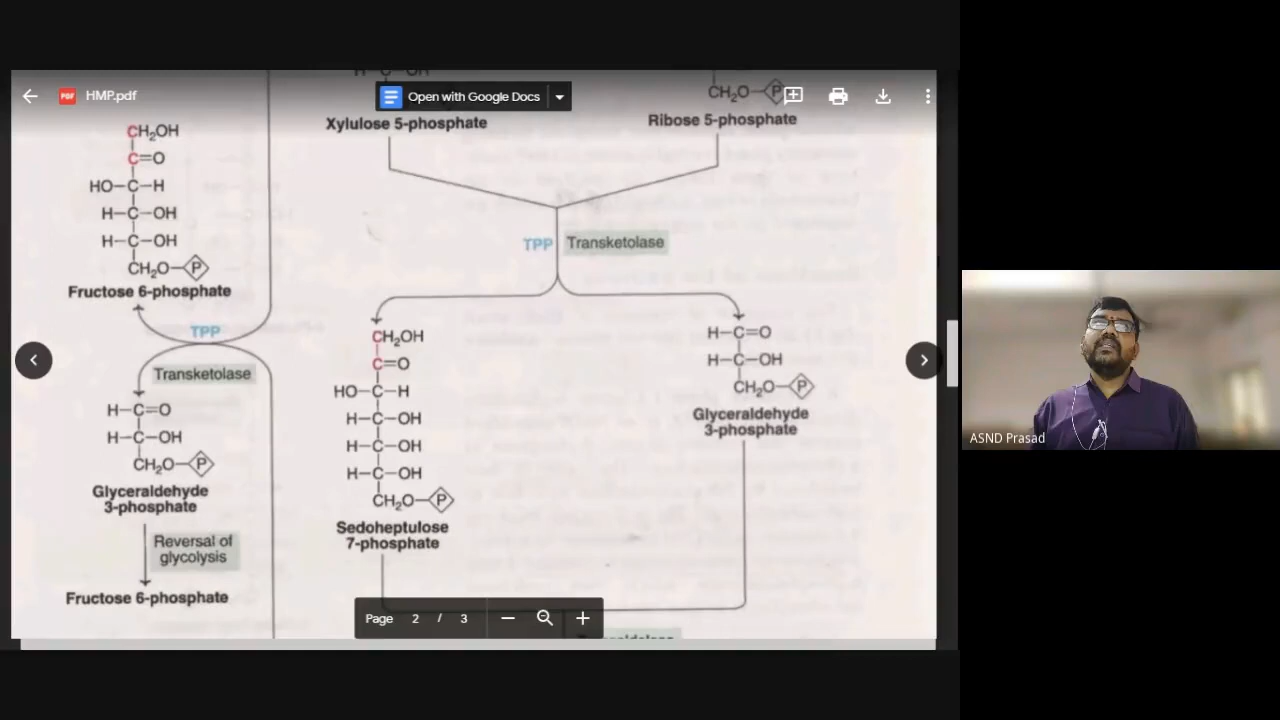 HMP.pdf
Open with Google Docs
CH₂O–P
Xylulose 5-phosphate
Ribose 5-phosphate
CH₂OH
C=O
HO–C–H
H–C–OH
H–C–OH
CH₂O–P
Fructose 6-phosphate
TPP
Transketolase
TPP
Transketolase
H–C=O
H–C–OH
CH₂O–P
Glyceraldehyde
3-phosphate
Reversal of
glycolysis
Fructose 6-phosphate
CH₂OH
C=O
HO–C–H
H–C–OH
H–C–OH
H–C–OH
CH₂O–P
Sedoheptulose
7-phosphate
H–C=O
H–C–OH
CH₂O–P
Glyceraldehyde
3-phosphate
Page 2 / 3
ASND Prasad